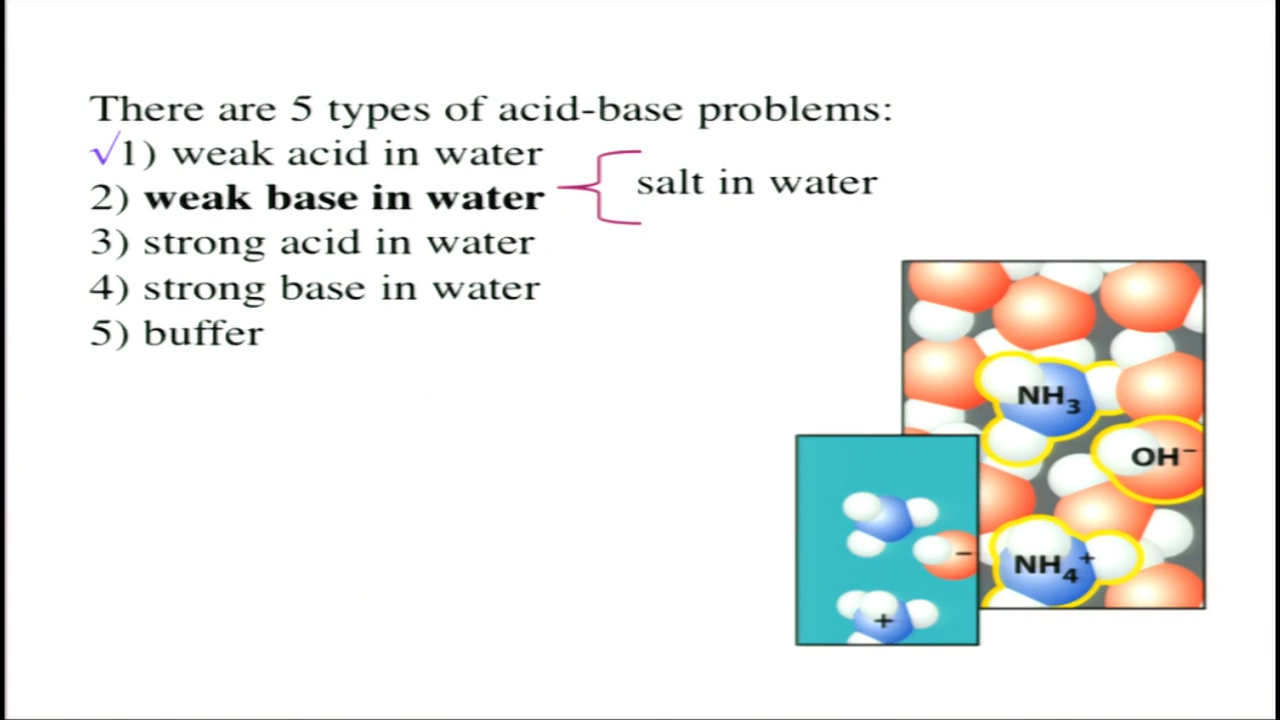 There are 5 types of acid-base problems:
√1) weak acid in water
2) weak base in water
salt in water
3) strong acid in water
4) strong base in water
5) buffer
NH₃
OH⁻
NH₄⁺
−
+